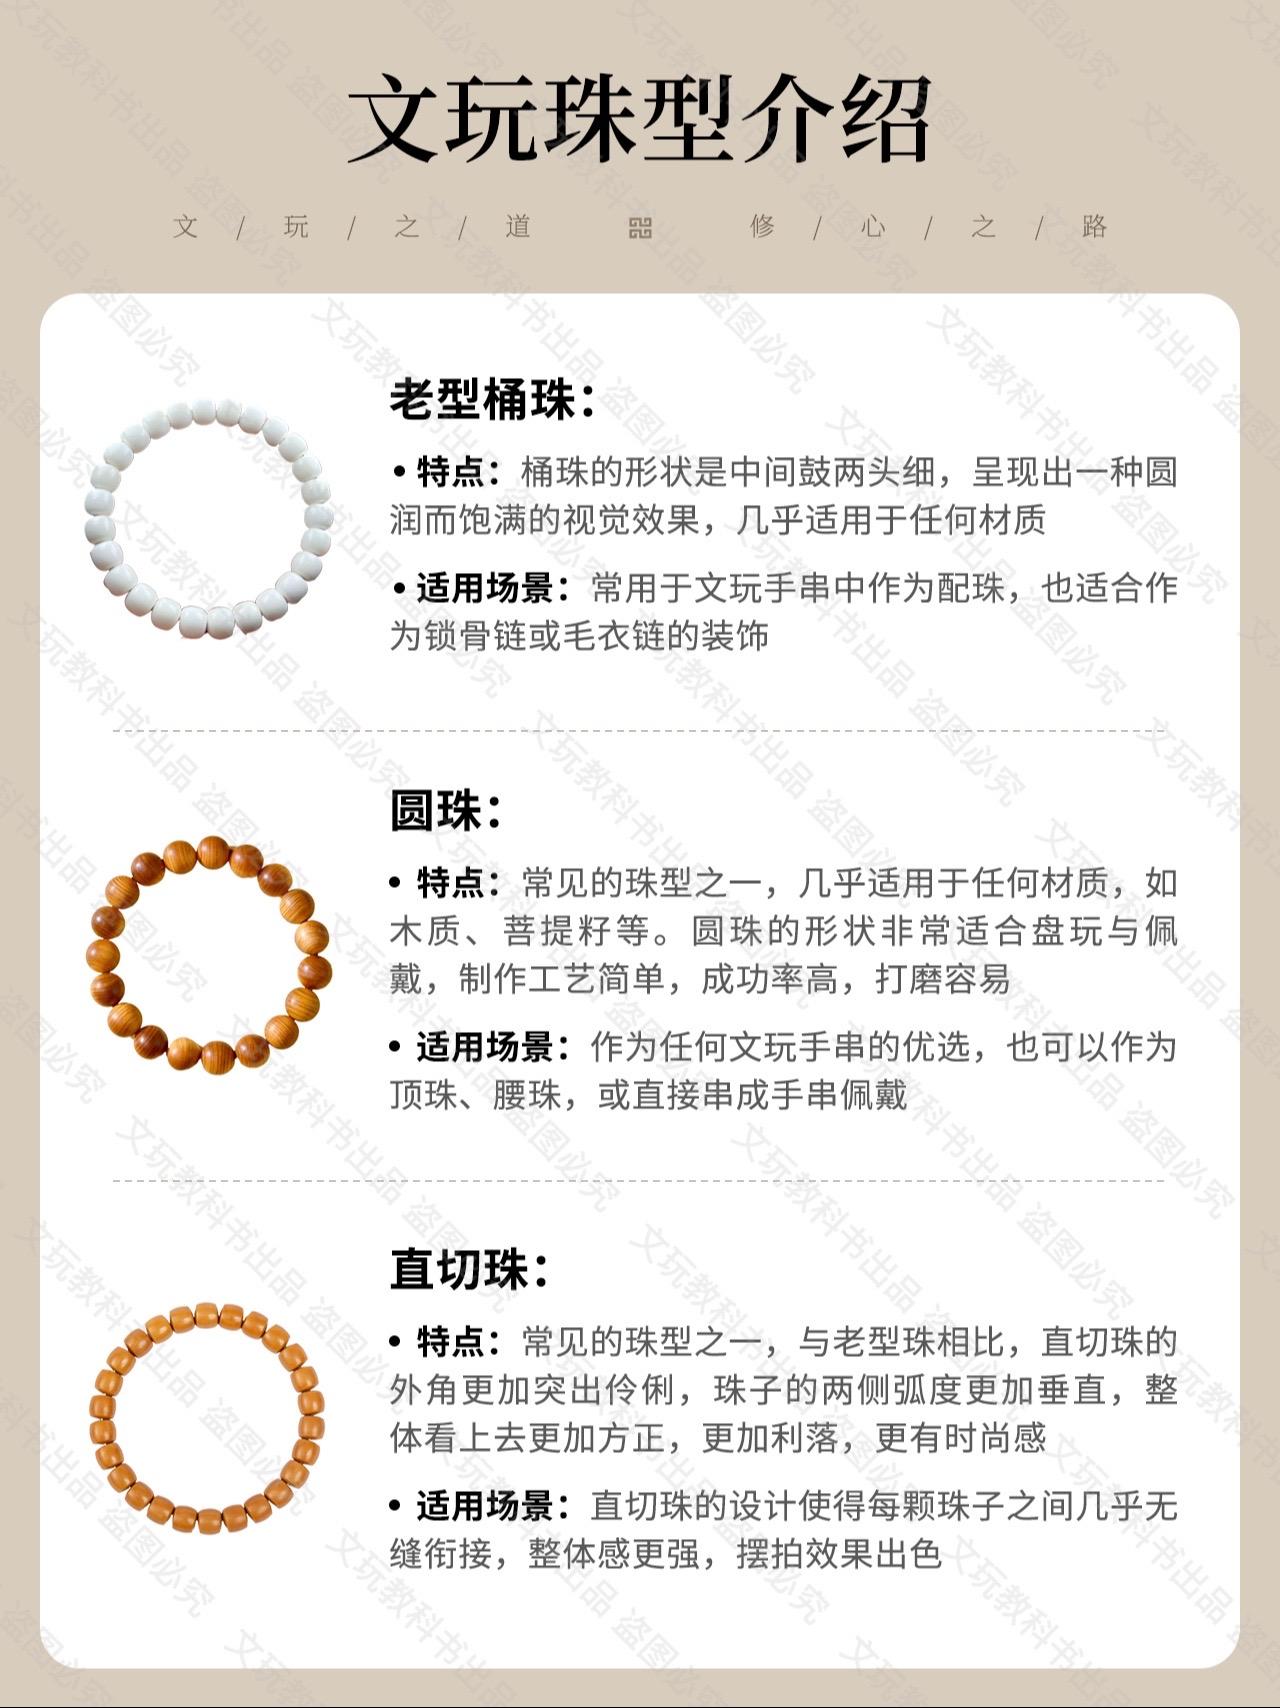 文玩珠型介绍
文 / 玩 / 之 / 道 修 / 心 / 之 / 路
老型桶珠：
• 特点：桶珠的形状是中间鼓两头细，呈现出一种圆
润而饱满的视觉效果，几乎适用于任何材质
• 适用场景：常用于文玩手串中作为配珠，也适合作
为锁骨链或毛衣链的装饰
圆珠：
• 特点：常见的珠型之一，几乎适用于任何材质，如
木质、菩提籽等。圆珠的形状非常适合盘玩与佩
戴，制作工艺简单，成功率高，打磨容易
• 适用场景：作为任何文玩手串的优选，也可以作为
顶珠、腰珠，或直接串成手串佩戴
直切珠：
• 特点：常见的珠型之一，与老型珠相比，直切珠的
外角更加突出伶俐，珠子的两侧弧度更加垂直，整
体看上去更加方正，更加利落，更有时尚感
• 适用场景：直切珠的设计使得每颗珠子之间几乎无
缝衔接，整体感更强，摆拍效果出色
文玩教科书出品 盗图必究